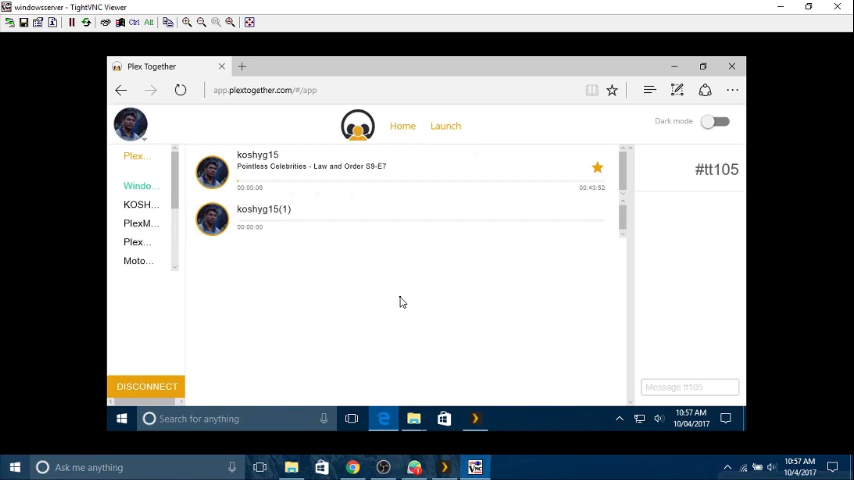 windowsserver - TightVNC Viewer
Ctrl Alt
Plex Together
app.plextogether.com/#/app
Home Launch
Dark mode
Plex...
Windo...
KOSH...
PlexM...
Plex...
Moto...
DISCONNECT
koshyg15
Pointless Celebrities - Law and Order S9-E7
00:00:09 00:43:52
koshyg15(1)
00:00:00
#tt105
Message tt105
Search for anything
10:57 AM
10/04/2017
Ask me anything
10:57 AM
10/4/2017